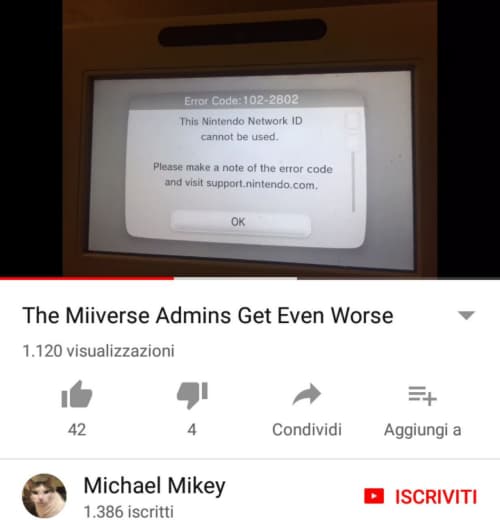 Error Code:102-2802
This Nintendo Network ID
cannot be used.
Please make a note of the error code
and visit support.nintendo.com.
OK
The Miiverse Admins Get Even Worse
1.120 visualizzazioni
42
4
Condividi
Aggiungi a
Michael Mikey
1.386 iscritti
ISCRIVITI